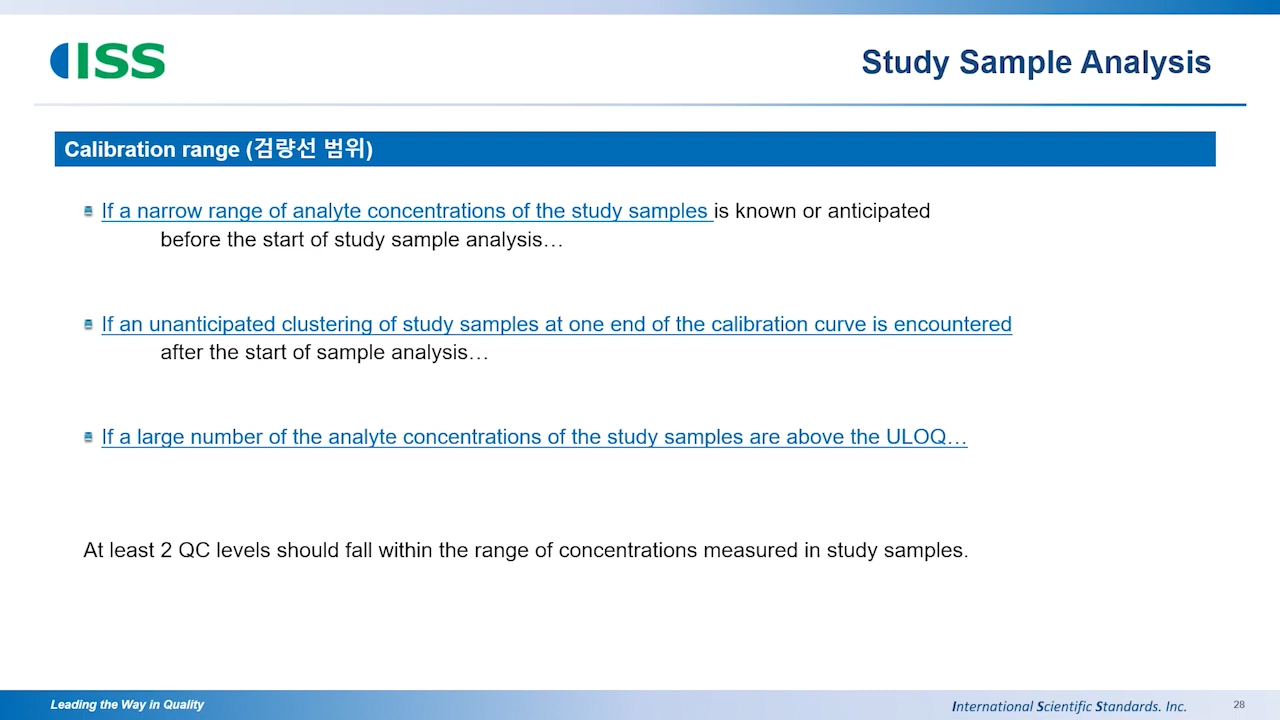 ISS
Study Sample Analysis
Calibration range (검량선 범위)
If a narrow range of analyte concentrations of the study samples is known or anticipated
before the start of study sample analysis…
If an unanticipated clustering of study samples at one end of the calibration curve is encountered
after the start of sample analysis…
If a large number of the analyte concentrations of the study samples are above the ULOQ…
At least 2 QC levels should fall within the range of concentrations measured in study samples.
Leading the Way in Quality
International Scientific Standards. Inc.
28